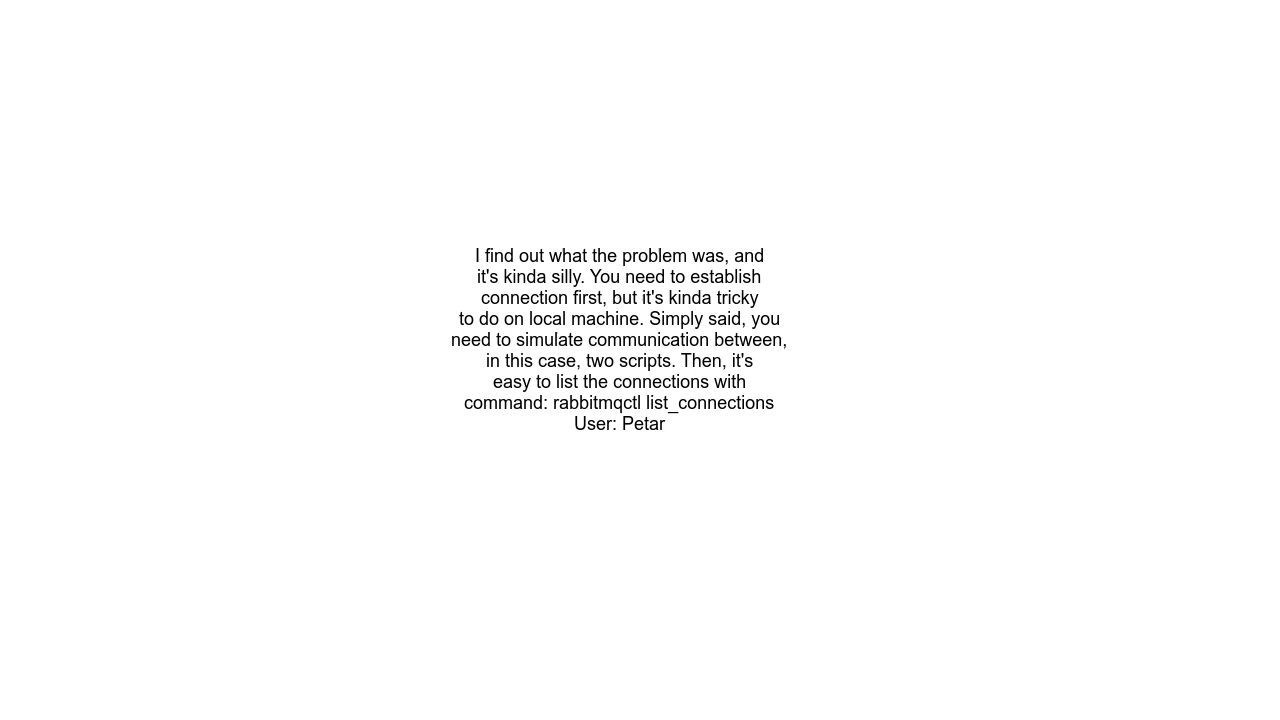 I find out what the problem was, and
it's kinda silly. You need to establish
connection first, but it's kinda tricky
to do on local machine. Simply said, you
need to simulate communication between,
in this case, two scripts. Then, it's
easy to list the connections with
command: rabbitmqctl list_connections
User: Petar